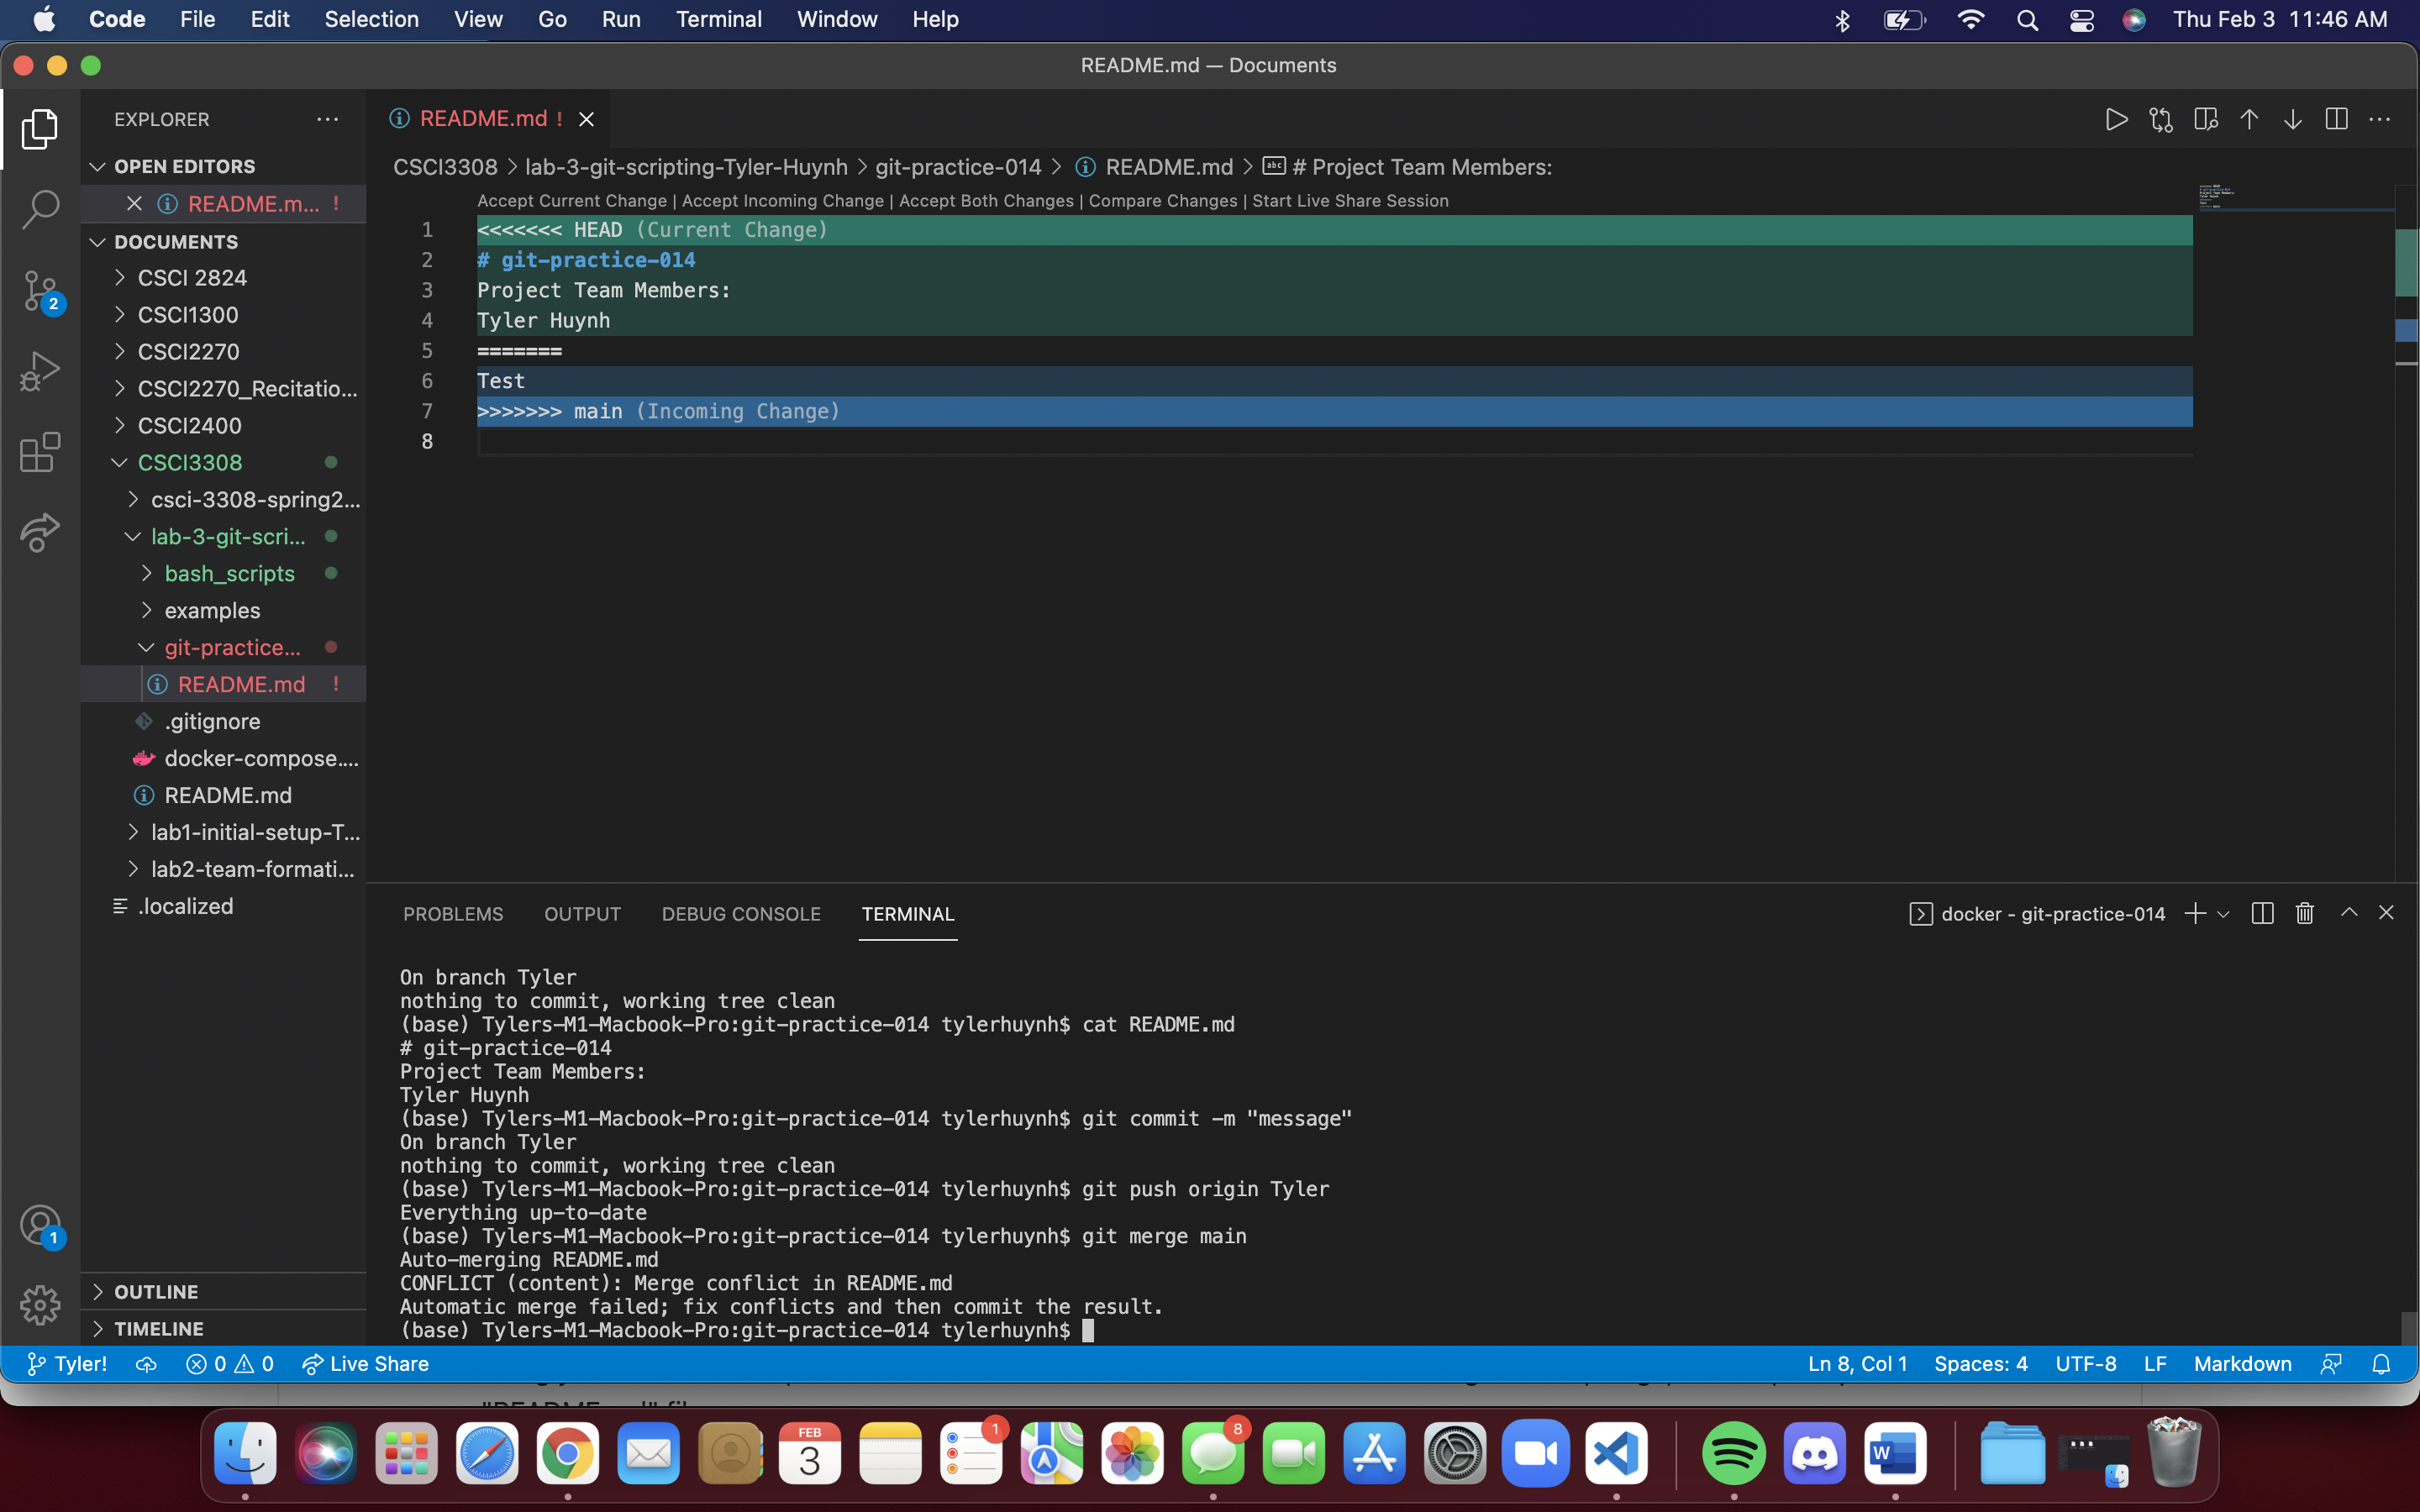 Code File Edit Selection View Go Run Terminal Window Help Thu Feb 3 11:46 AM
README.md — Documents
EXPLORER
README.md !
OPEN EDITORS
CSCI3308 > lab-3-git-scripting-Tyler-Huynh > git-practice-014 > README.md > # Project Team Members:
README.m... !
Accept Current Change | Accept Incoming Change | Accept Both Changes | Compare Changes | Start Live Share Session
1 <<<<<<< HEAD (Current Change)
2 # git-practice-014
3 Project Team Members:
4 Tyler Huynh
5 =======
6 Test
7 >>>>>>> main (Incoming Change)
8
DOCUMENTS
CSCI 2824
CSCI1300
CSCI2270
CSCI2270_Recitatio...
CSCI2400
CSCI3308
csci-3308-spring2...
lab-3-git-scri...
bash_scripts
examples
git-practice...
README.md !
.gitignore
docker-compose....
README.md
lab1-initial-setup-T...
lab2-team-formati...
.localized
2
1
OUTLINE
TIMELINE
PROBLEMS OUTPUT DEBUG CONSOLE TERMINAL docker - git-practice-014
On branch Tyler
nothing to commit, working tree clean
(base) Tylers-M1-Macbook-Pro:git-practice-014 tylerhuynh$ cat README.md
# git-practice-014
Project Team Members:
Tyler Huynh
(base) Tylers-M1-Macbook-Pro:git-practice-014 tylerhuynh$ git commit -m "message"
On branch Tyler
nothing to commit, working tree clean
(base) Tylers-M1-Macbook-Pro:git-practice-014 tylerhuynh$ git push origin Tyler
Everything up-to-date
(base) Tylers-M1-Macbook-Pro:git-practice-014 tylerhuynh$ git merge main
Auto-merging README.md
CONFLICT (content): Merge conflict in README.md
Automatic merge failed; fix conflicts and then commit the result.
(base) Tylers-M1-Macbook-Pro:git-practice-014 tylerhuynh$
Tyler! 0 0 Live Share Ln 8, Col 1 Spaces: 4 UTF-8 LF Markdown
FEB
3
1
8
W